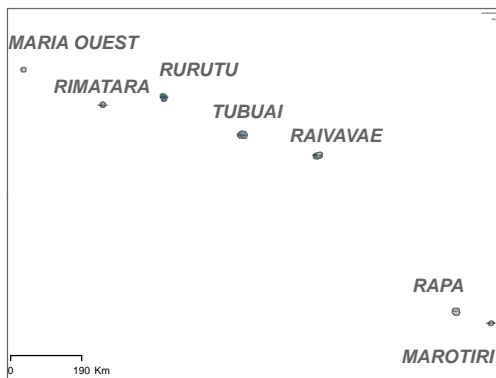 MARIA OUEST
RURUTU
RIMATARA
TUBUAI
RAIVAVAE
RAPA
MAROTIRI
0 190 Km